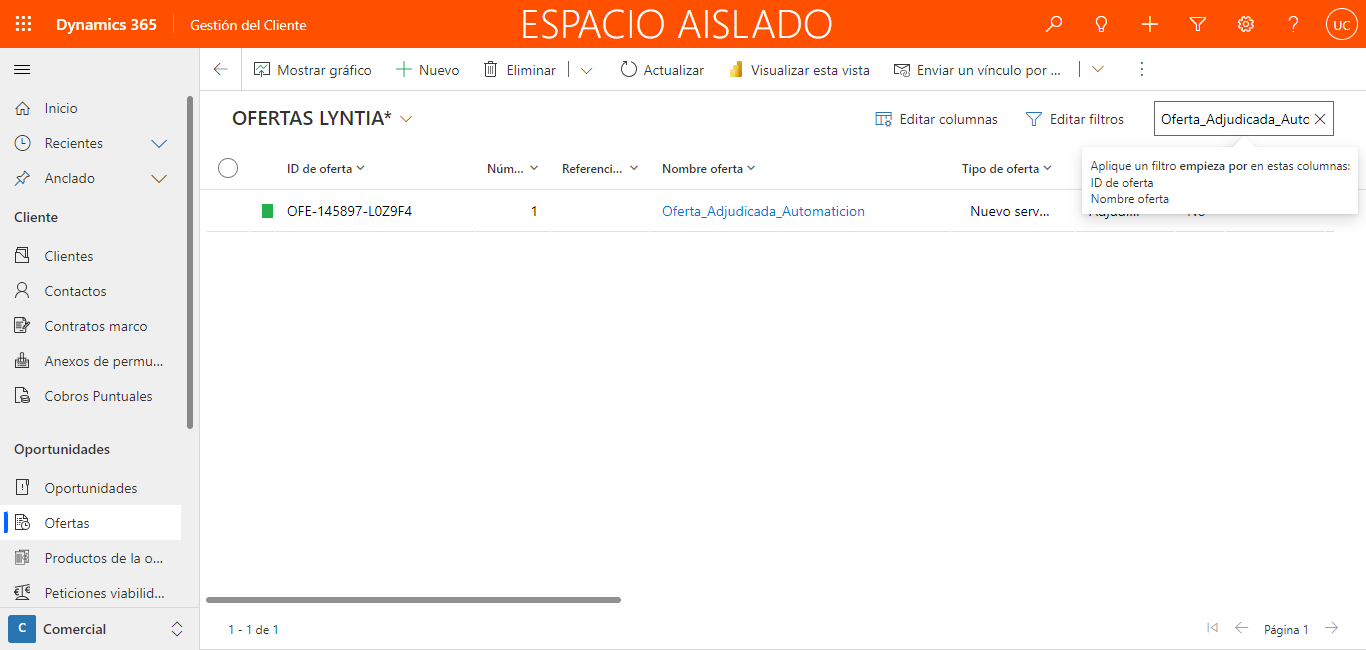 Dynamics 365
Gestión del Cliente
ESPACIO AISLADO
UC
Mostrar gráfico
Nuevo
Eliminar
Actualizar
Visualizar esta vista
Enviar un vínculo por ...
Inicio
Recientes
Anclado
Cliente
Clientes
Contactos
Contratos marco
Anexos de permu...
Cobros Puntuales
Oportunidades
Oportunidades
Ofertas
Productos de la o...
Peticiones viabilid...
C Comercial
OFERTAS LYNTIA*
Editar columnas
Editar filtros
Oferta_Adjudicada_Auto
Aplique un filtro empieza por en estas columnas:
ID de oferta
Nombre oferta
ID de oferta
Núm...
Referenci...
Nombre oferta
Tipo de oferta
OFE-145897-L0Z9F4
1
Oferta_Adjudicada_Automaticion
Nuevo serv...
1 - 1 de 1
Página 1